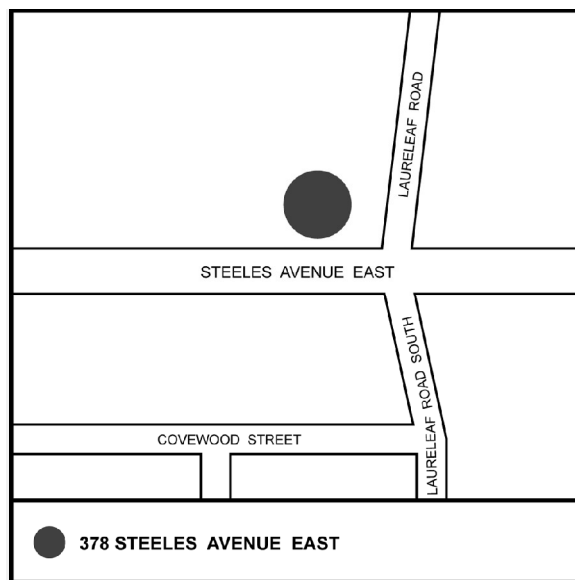 LAURELEAF ROAD
STEELES AVENUE EAST
LAURELEAF ROAD SOUTH
COVEWOOD STREET
378 STEELES AVENUE EAST